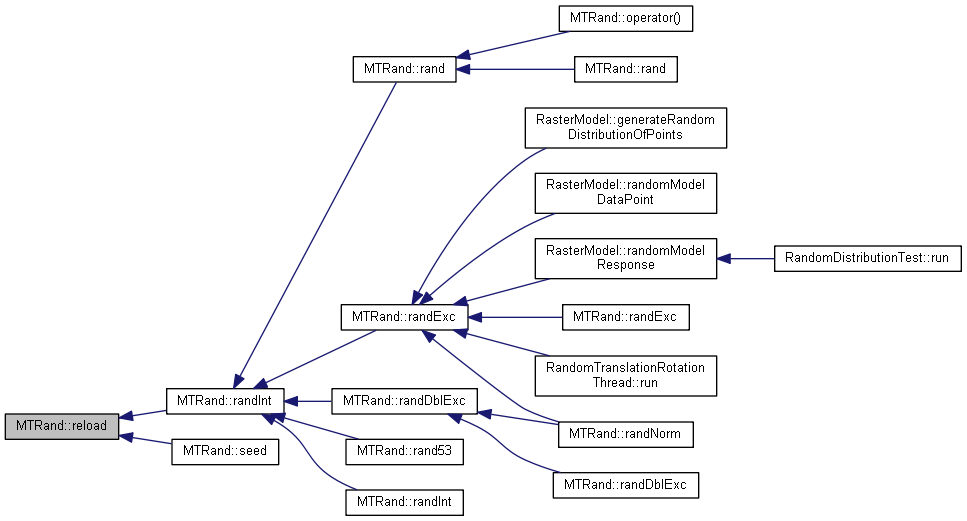 MTRand::operator()
MTRand::rand
MTRand::rand
RasterModel::generateRandom
DistributionOfPoints
RasterModel::randomModel
DataPoint
RasterModel::randomModel
Response
RandomDistributionTest::run
MTRand::randExc
MTRand::randExc
RandomTranslationRotation
Thread::run
MTRand::randInt
MTRand::randDblExc
MTRand::reload
MTRand::randNorm
MTRand::seed
MTRand::rand53
MTRand::randDblExc
MTRand::randInt